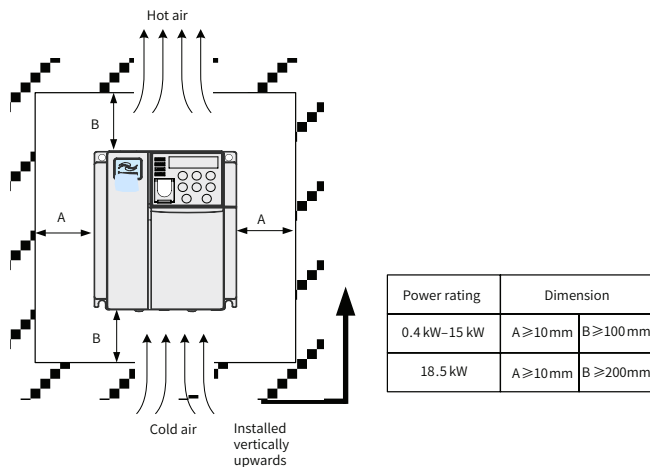 Hot air
B
A
A
B
Cold air
Installed
vertically
upwards
Power rating Dimension
0.4 kW–15 kW A≥10mm B≥100mm
18.5 kW A≥10mm B≥200mm